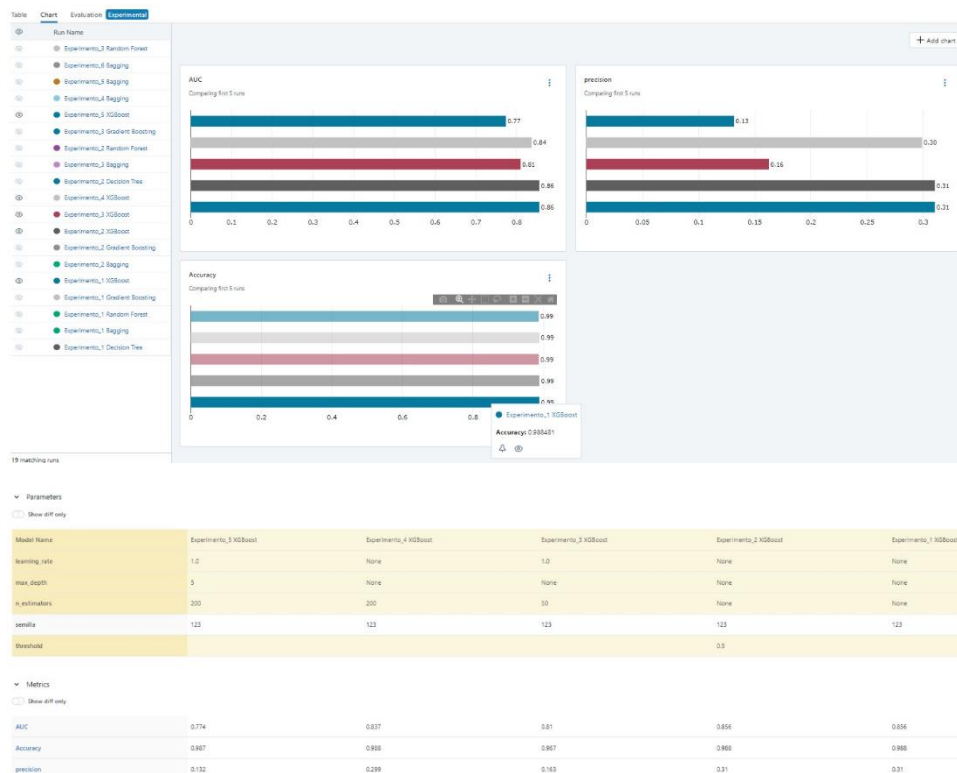 Table Chart Evaluation Experimental
Run Name
Experimento_3 Random Forest
Experimento_6 Bagging
Experimento_5 Bagging
Experimento_4 Bagging
Experimento_5 XGBoost
Experimento_3 Gradient Boosting
Experimento_2 Random Forest
Experimento_3 Bagging
Experimento_2 Decision Tree
Experimento_4 XGBoost
Experimento_3 XGBoost
Experimento_2 XGBoost
Experimento_2 Gradient Boosting
Experimento_2 Bagging
Experimento_1 XGBoost
Experimento_1 Gradient Boosting
Experimento_1 Random Forest
Experimento_1 Bagging
Experimento_1 Decision Tree
19 matching runs
+ Add chart
AUC
Comparing first 5 runs
0.77
0.84
0.81
0.86
0.86
0 0.1 0.2 0.3 0.4 0.5 0.6 0.7 0.8
precision
Comparing first 5 runs
0.13
0.30
0.16
0.31
0.31
0 0.05 0.1 0.15 0.2 0.25 0.3
Accuracy
Comparing first 5 runs
0.99
0.99
0.99
0.99
0.99
0 0.2 0.4 0.6 0.8
Experimento_1 XGBoost
Accuracy: 0.988481
Parameters
Show diff only
Model Name Experimento_5 XGBoost Experimento_4 XGBoost Experimento_3 XGBoost Experimento_2 XGBoost Experimento_1 XGBoost
learning_rate 1.0 None 1.0 None None
max_depth 5 None None None None
n_estimators 200 200 50 None None
semilla 123 123 123 123 123
threshold 0.5
Metrics
Show diff only
AUC 0.774 0.837 0.81 0.856 0.856
Accuracy 0.987 0.988 0.987 0.988 0.988
precision 0.132 0.299 0.163 0.31 0.31